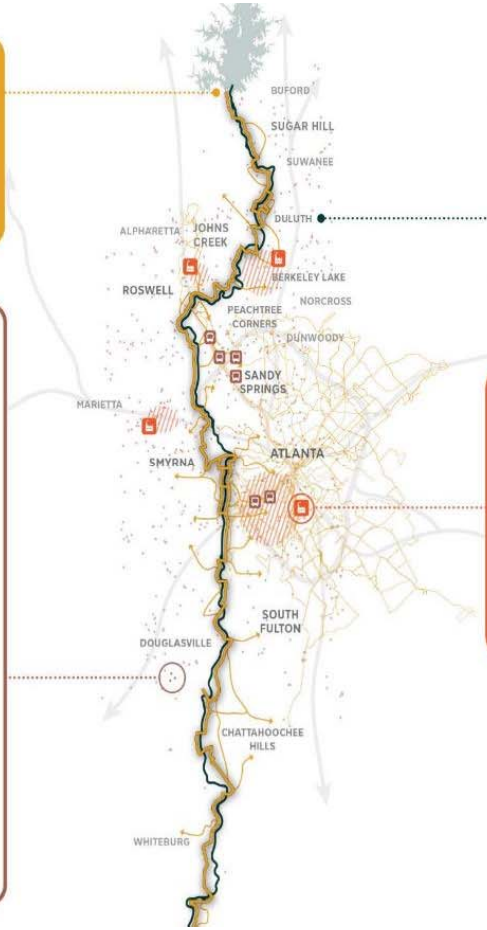 BUFORD
SUGAR HILL
SUWANEE
DULUTH
ALPHARETTA
JOHNS
CREEK
BERKELEY LAKE
ROSWELL
NORCROSS
PEACHTREE
CORNERS
DUNWOODY
SANDY
SPRINGS
MARIETTA
ATLANTA
SMYRNA
SOUTH
FULTON
DOUGLASVILLE
CHATTAHOOCHEE
HILLS
WHITEBURG